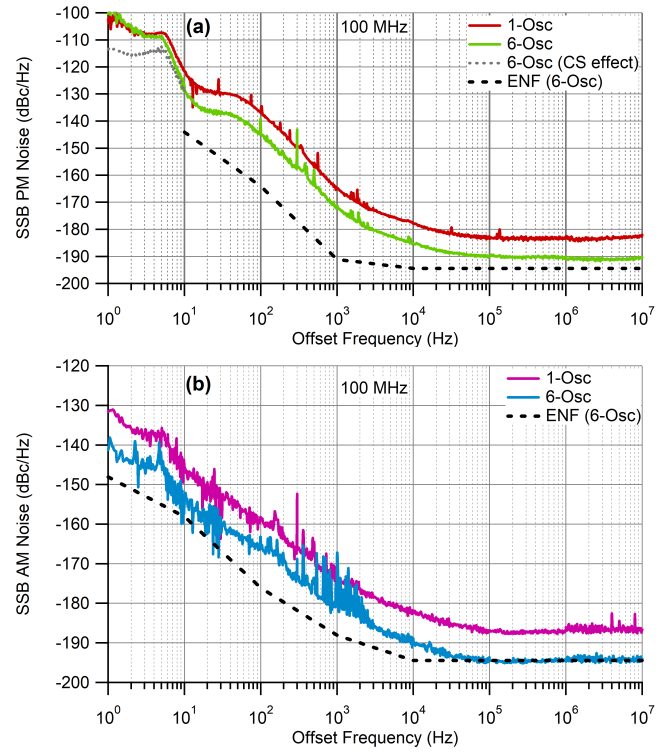 (a)
100 MHz
1-Osc
6-Osc
6-Osc (CS effect)
ENF (6-Osc)
SSB PM Noise (dBc/Hz)
-100
-110
-120
-130
-140
-150
-160
-170
-180
-190
-200
10^0
10^1
10^2
10^3
10^4
10^5
10^6
10^7
Offset Frequency (Hz)
(b)
100 MHz
1-Osc
6-Osc
ENF (6-Osc)
SSB AM Noise (dBc/Hz)
-120
-130
-140
-150
-160
-170
-180
-190
-200
10^0
10^1
10^2
10^3
10^4
10^5
10^6
10^7
Offset Frequency (Hz)